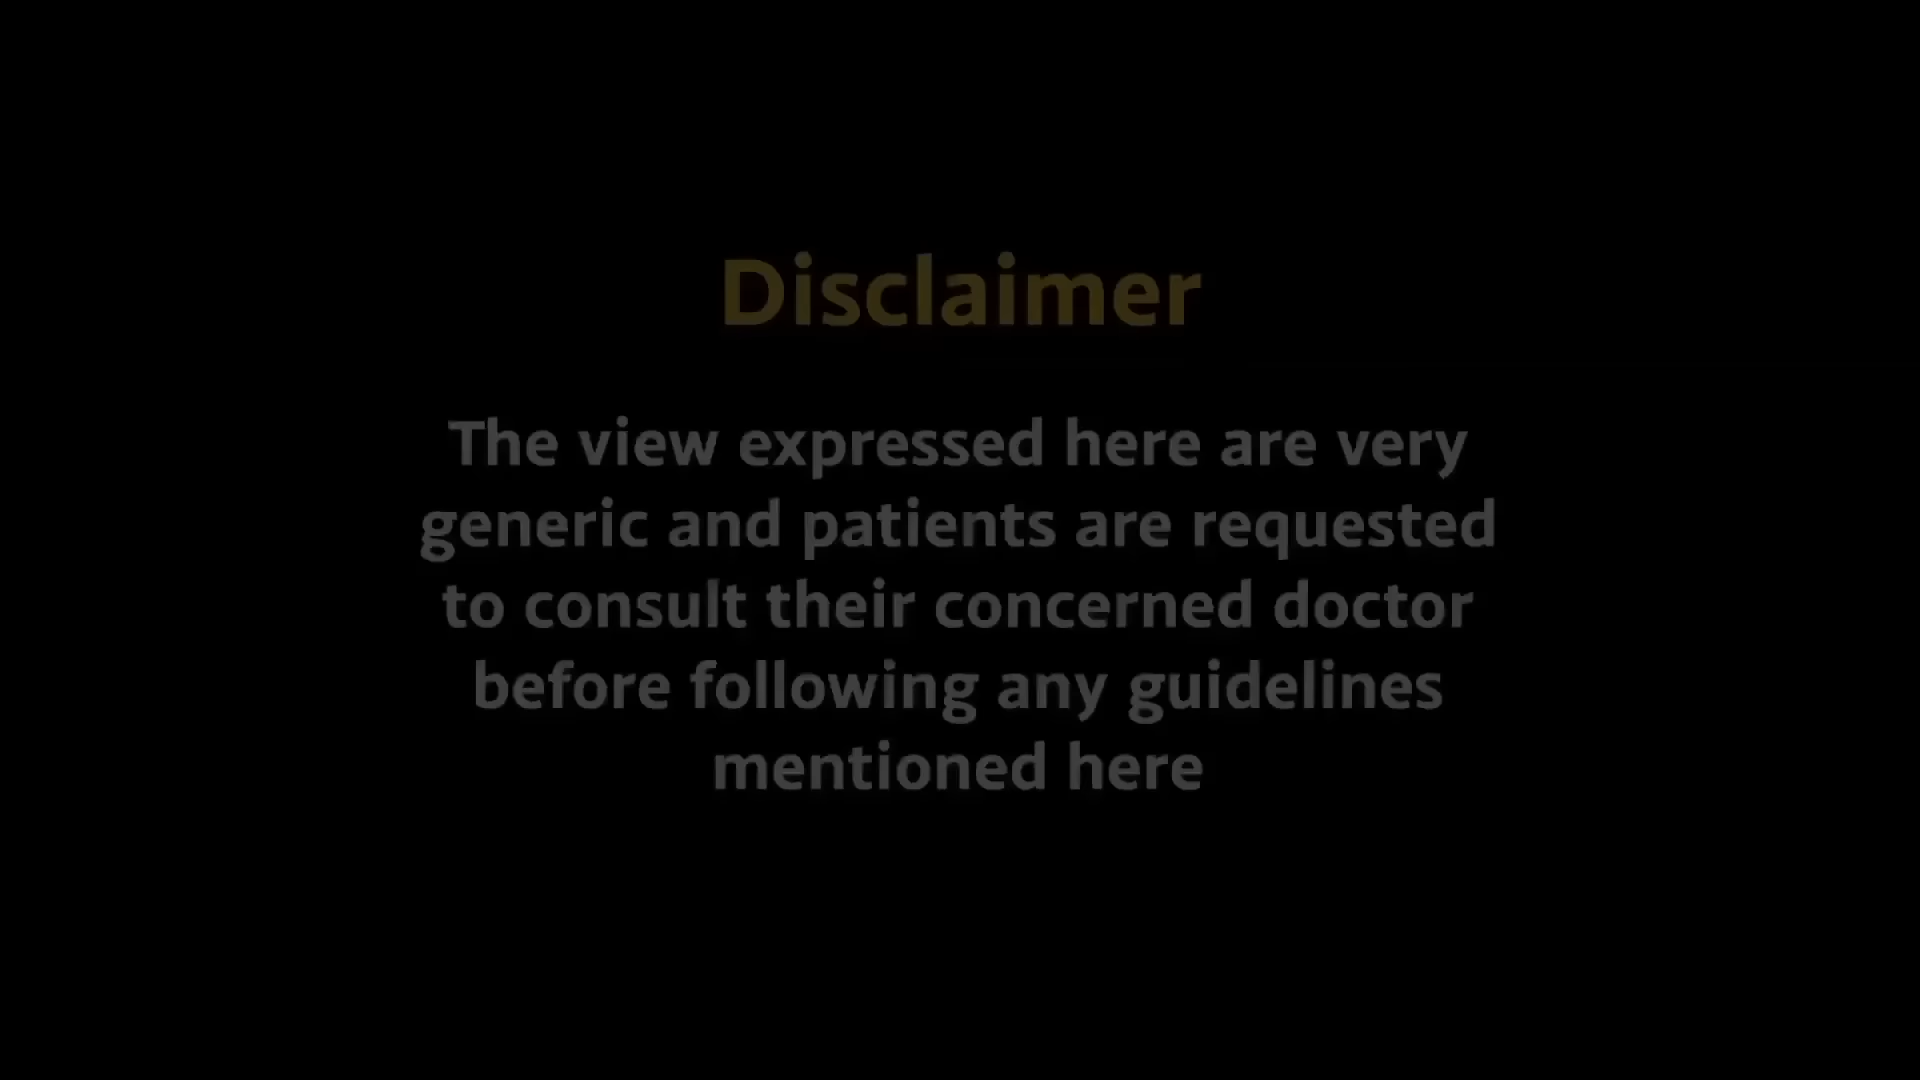 Disclaimer
The view expressed here are very
generic and patients are requested
to consult their concerned doctor
before following any guidelines
mentioned here